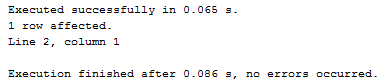 Executed successfully in 0.065 s.
1 row affected.
Line 2, column 1
Execution finished after 0.086 s, no errors occurred.